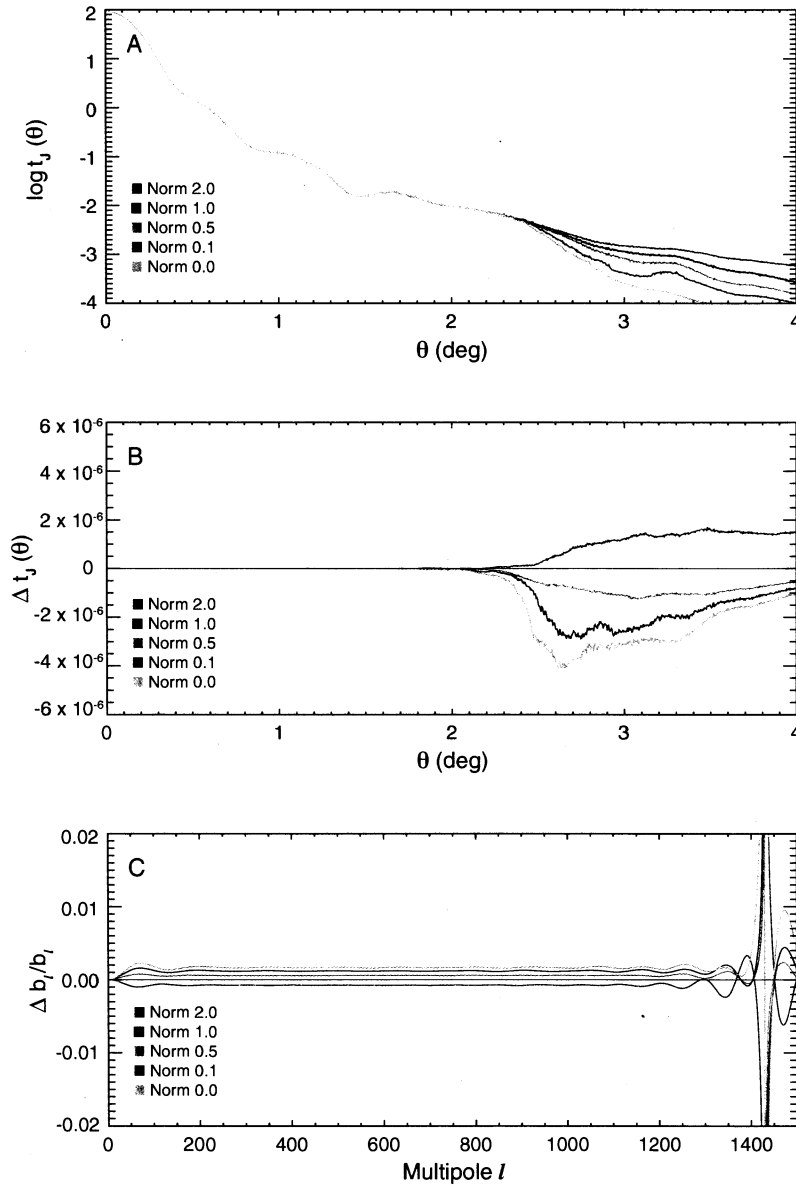 A
log t_J (θ)
2
1
0
-1
-2
-3
-4
■ Norm 2.0
■ Norm 1.0
■ Norm 0.5
■ Norm 0.1
■ Norm 0.0
0 1 2 3 4
θ (deg)
B
Δ t_J (θ)
6 x 10^-6
4 x 10^-6
2 x 10^-6
0
-2 x 10^-6
-4 x 10^-6
-6 x 10^-6
■ Norm 2.0
■ Norm 1.0
■ Norm 0.5
■ Norm 0.1
■ Norm 0.0
0 1 2 3 4
θ (deg)
C
Δ b_l/b_l
0.02
0.01
0.00
-0.01
-0.02
■ Norm 2.0
■ Norm 1.0
■ Norm 0.5
■ Norm 0.1
■ Norm 0.0
0 200 400 600 800 1000 1200 1400
Multipole l